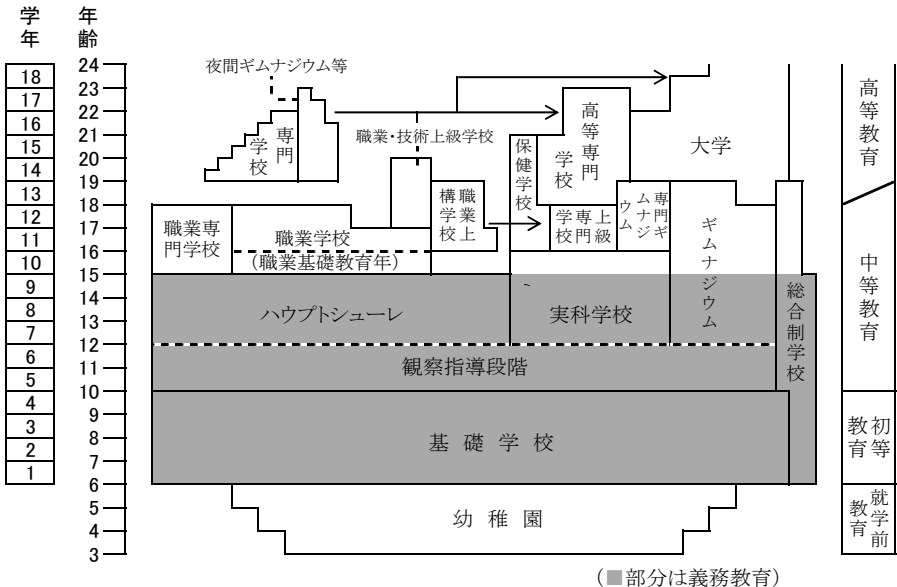 学年
年齢
18
17
16
15
14
13
12
11
10
9
8
7
6
5
4
3
2
1
24
23
22
21
20
19
18
17
16
15
14
13
12
11
10
9
8
7
6
5
4
3
夜間ギムナジウム等
専門
学校
職業・技術上級学校
保健学校
高等専門
学校
大学
職業専
門学校
職業学校
(職業基礎教育年)
職業上
構学校
上級
専門
学校
専門ギ
ムナジ
ウム
ギムナジウム
ハウプトシューレ
実科学校
総合制学校
観察指導段階
基礎学校
幼稚園
高等教育
中等教育
初等
教育
就学前
教育
(■部分は義務教育)